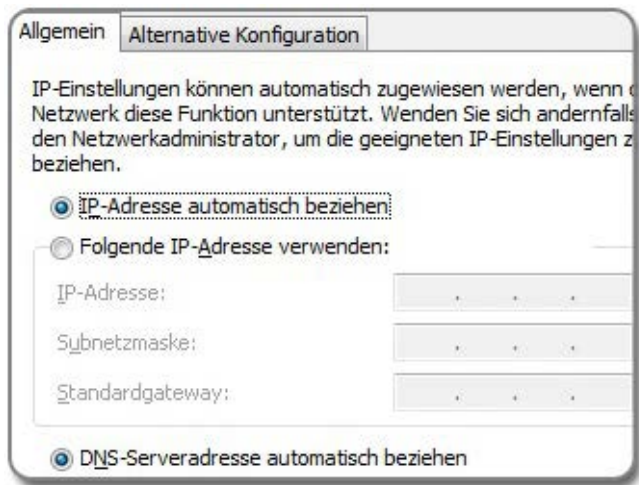 Allgemein
Alternative Konfiguration
IP-Einstellungen können automatisch zugewiesen werden, wenn
Netzwerk diese Funktion unterstützt. Wenden Sie sich andernfalls
den Netzwerkadministrator, um die geeigneten IP-Einstellungen
beziehen.
IP-Adresse automatisch beziehen
Folgende IP-Adresse verwenden:
IP-Adresse:
Subnetzmaske:
Standardgateway:
DNS-Serveradresse automatisch beziehen